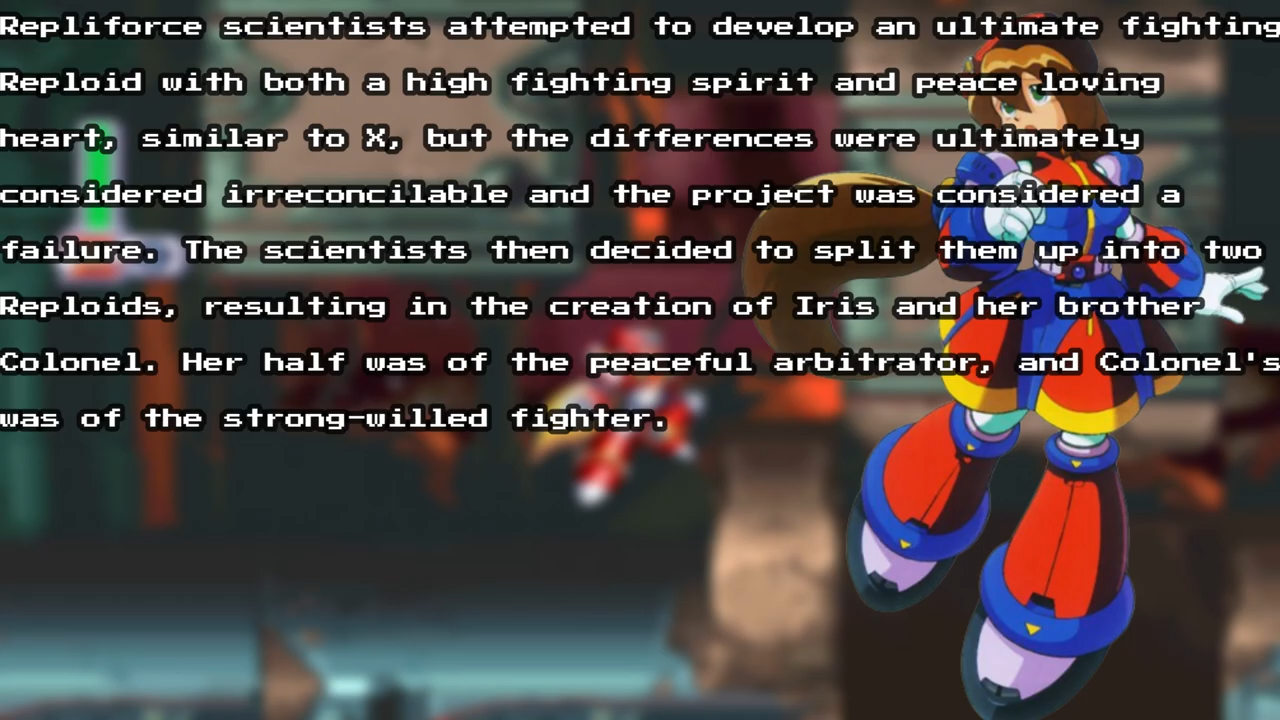 Repliforce scientists attempted to develop an ultimate fighting
Reploid with both a high fighting spirit and peace loving
heart, similar to X, but the differences were ultimately
considered irreconcilable and the project was considered a
failure. The scientists then decided to split them up into two
Reploids, resulting in the creation of Iris and her brother
Colonel. Her half was of the peaceful arbitrator, and Colonel's
was of the strong-willed fighter.